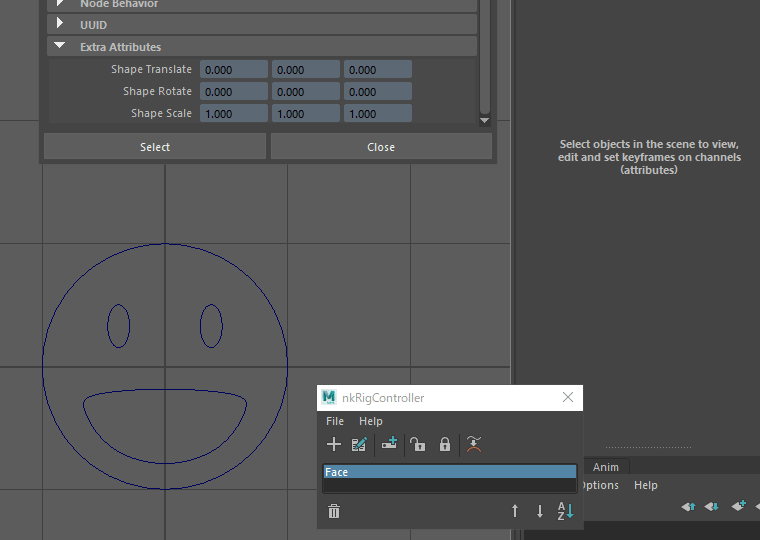 Node Behavior
UUID
Extra Attributes
Shape Translate 0.000 0.000 0.000
Shape Rotate 0.000 0.000 0.000
Shape Scale 1.000 1.000 1.000
Select Close
Select objects in the scene to view,
edit and set keyframes on channels
(attributes)
M nkRigController
File Help
Face
A Z
Anim
Options Help